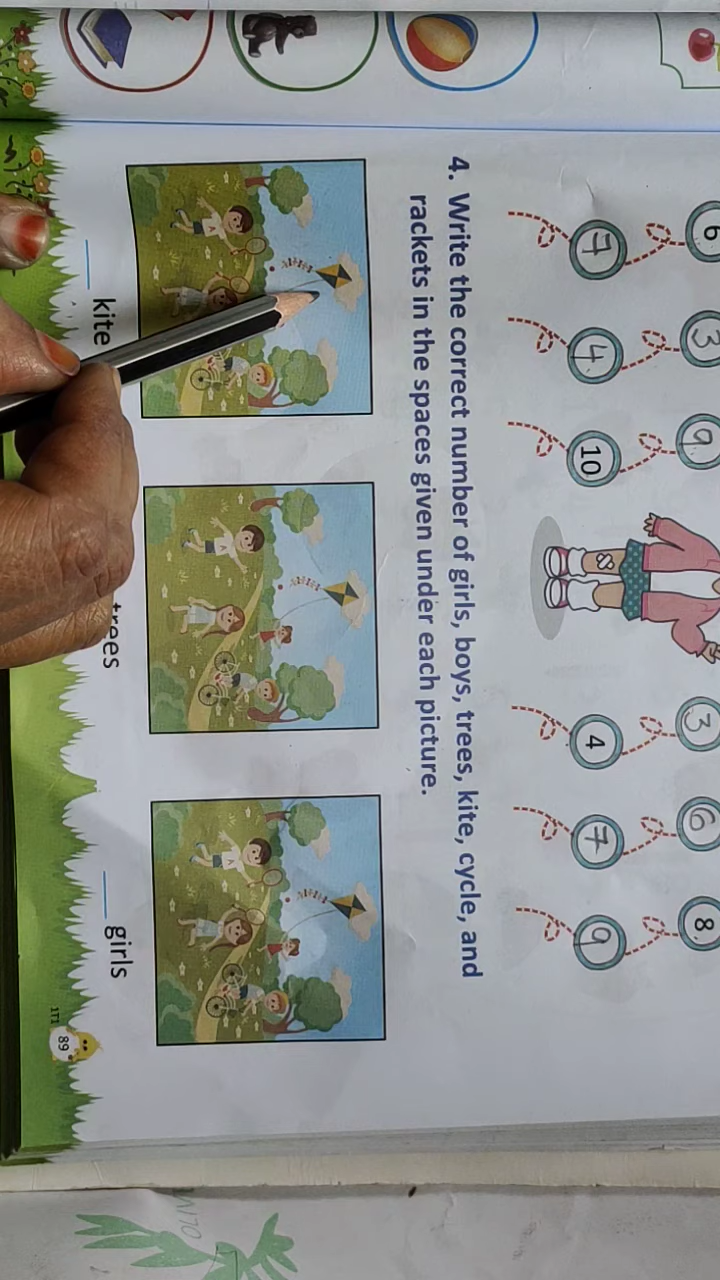 6 3 9 3 6 8
7 4 10 4 7 9
4. Write the correct number of girls, boys, trees, kite, cycle, and
rackets in the spaces given under each picture.
kite trees girls
1T1 89